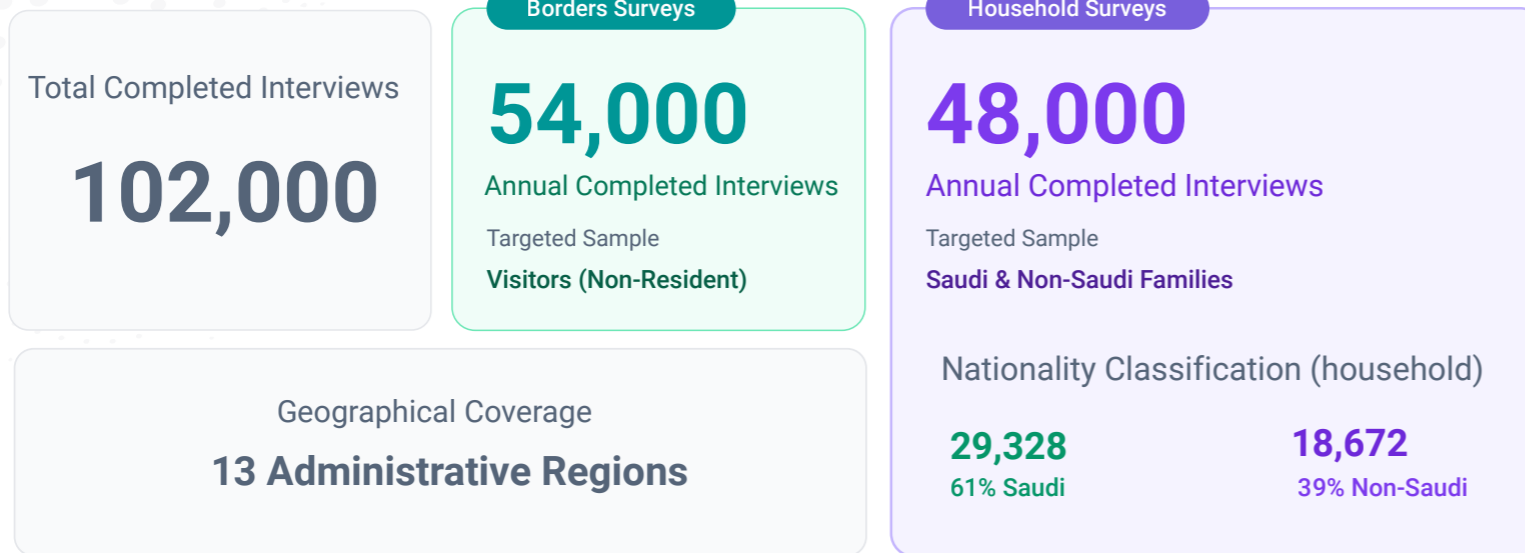 Total Completed Interviews
102,000
Borders Surveys
54,000
Annual Completed Interviews
Targeted Sample
Visitors (Non-Resident)
Household Surveys
48,000
Annual Completed Interviews
Targeted Sample
Saudi & Non-Saudi Families
Geographical Coverage
13 Administrative Regions
Nationality Classification (household)
29,328
61% Saudi
18,672
39% Non-Saudi